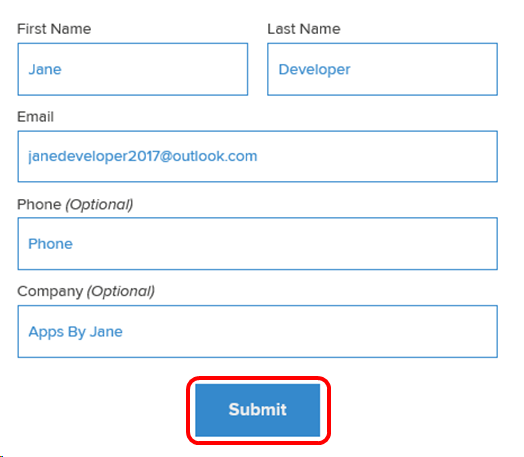 First Name Last Name
Jane Developer
Email
janedeveloper2017@outlook.com
Phone (Optional)
Phone
Company (Optional)
Apps By Jane
Submit